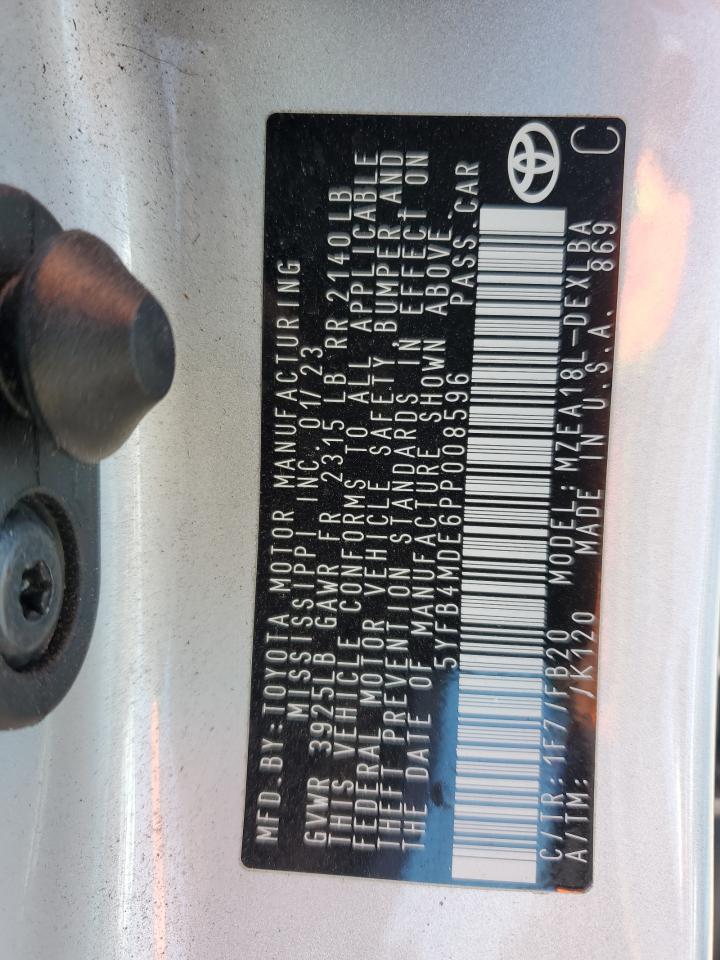 MFD.BY:TOYOTA MOTOR MANUFACTURING
MISSISSIPPI INC.01/23
GVWR 3925LB GAWR FR 2315 LB RR 2140LB
THIS VEHICLE CONFORMS TO ALL APPLICABLE
FEDERAL MOTOR VEHICLE SAFETY,BUMPER AND
THEFT PREVENTION STANDARDS IN EFFECT ON
THE DATE OF MANUFACTURE SHOWN ABOVE.
5YFB4MDE6PP008596 PASS.CAR
C/TR:1F7/FB20 MODEL:MZEA18L-DEXLBA
A/TM: /K120 MADE IN U.S.A. 869
C